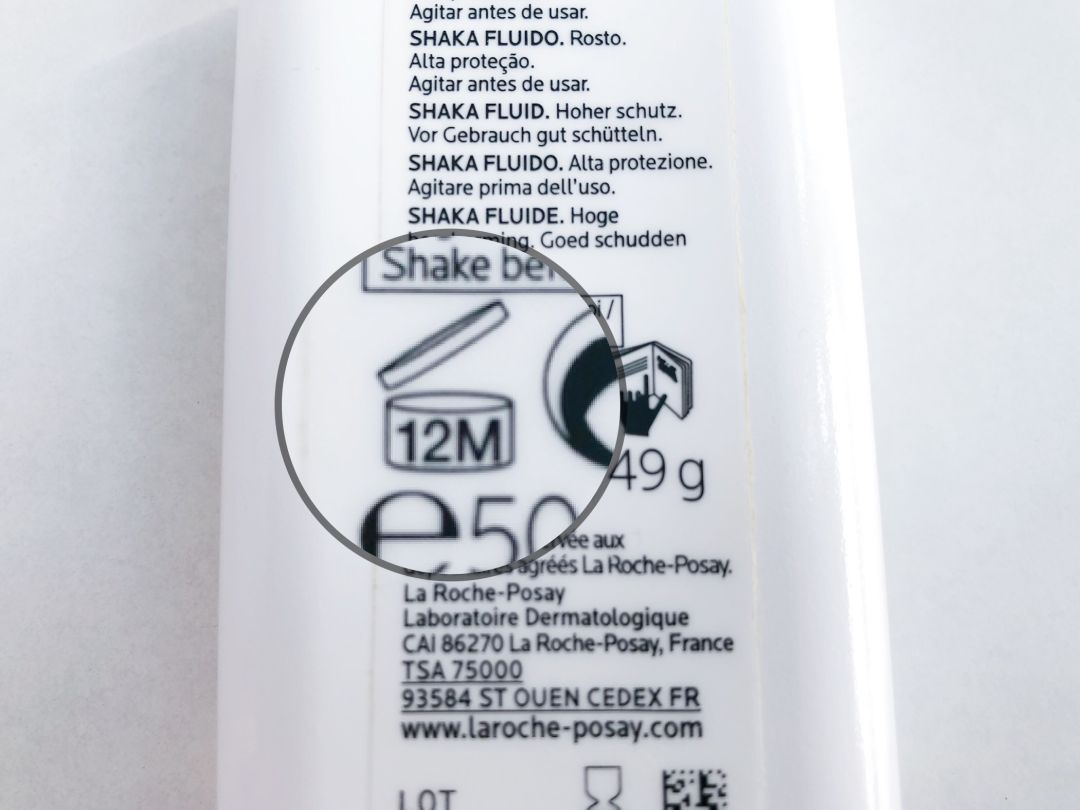 Agitar antes de usar.
SHAKA FLUIDO. Rosto.
Alta proteção.
Agitar antes de usar.
SHAKA FLUID. Hoher schutz.
Vor Gebrauch gut schütteln.
SHAKA FLUIDO. Alta protezione.
Agitare prima dell'uso.
SHAKA FLUIDE. Hoge
Goed schudden
Shake
12M
e 50
49 g
aux
agréés La Roche-Posay.
La Roche-Posay
Laboratoire Dermatologique
CAI 86270 La Roche-Posay, France
TSA 75000
93584 ST OUEN CEDEX FR
www.laroche-posay.com
LOT